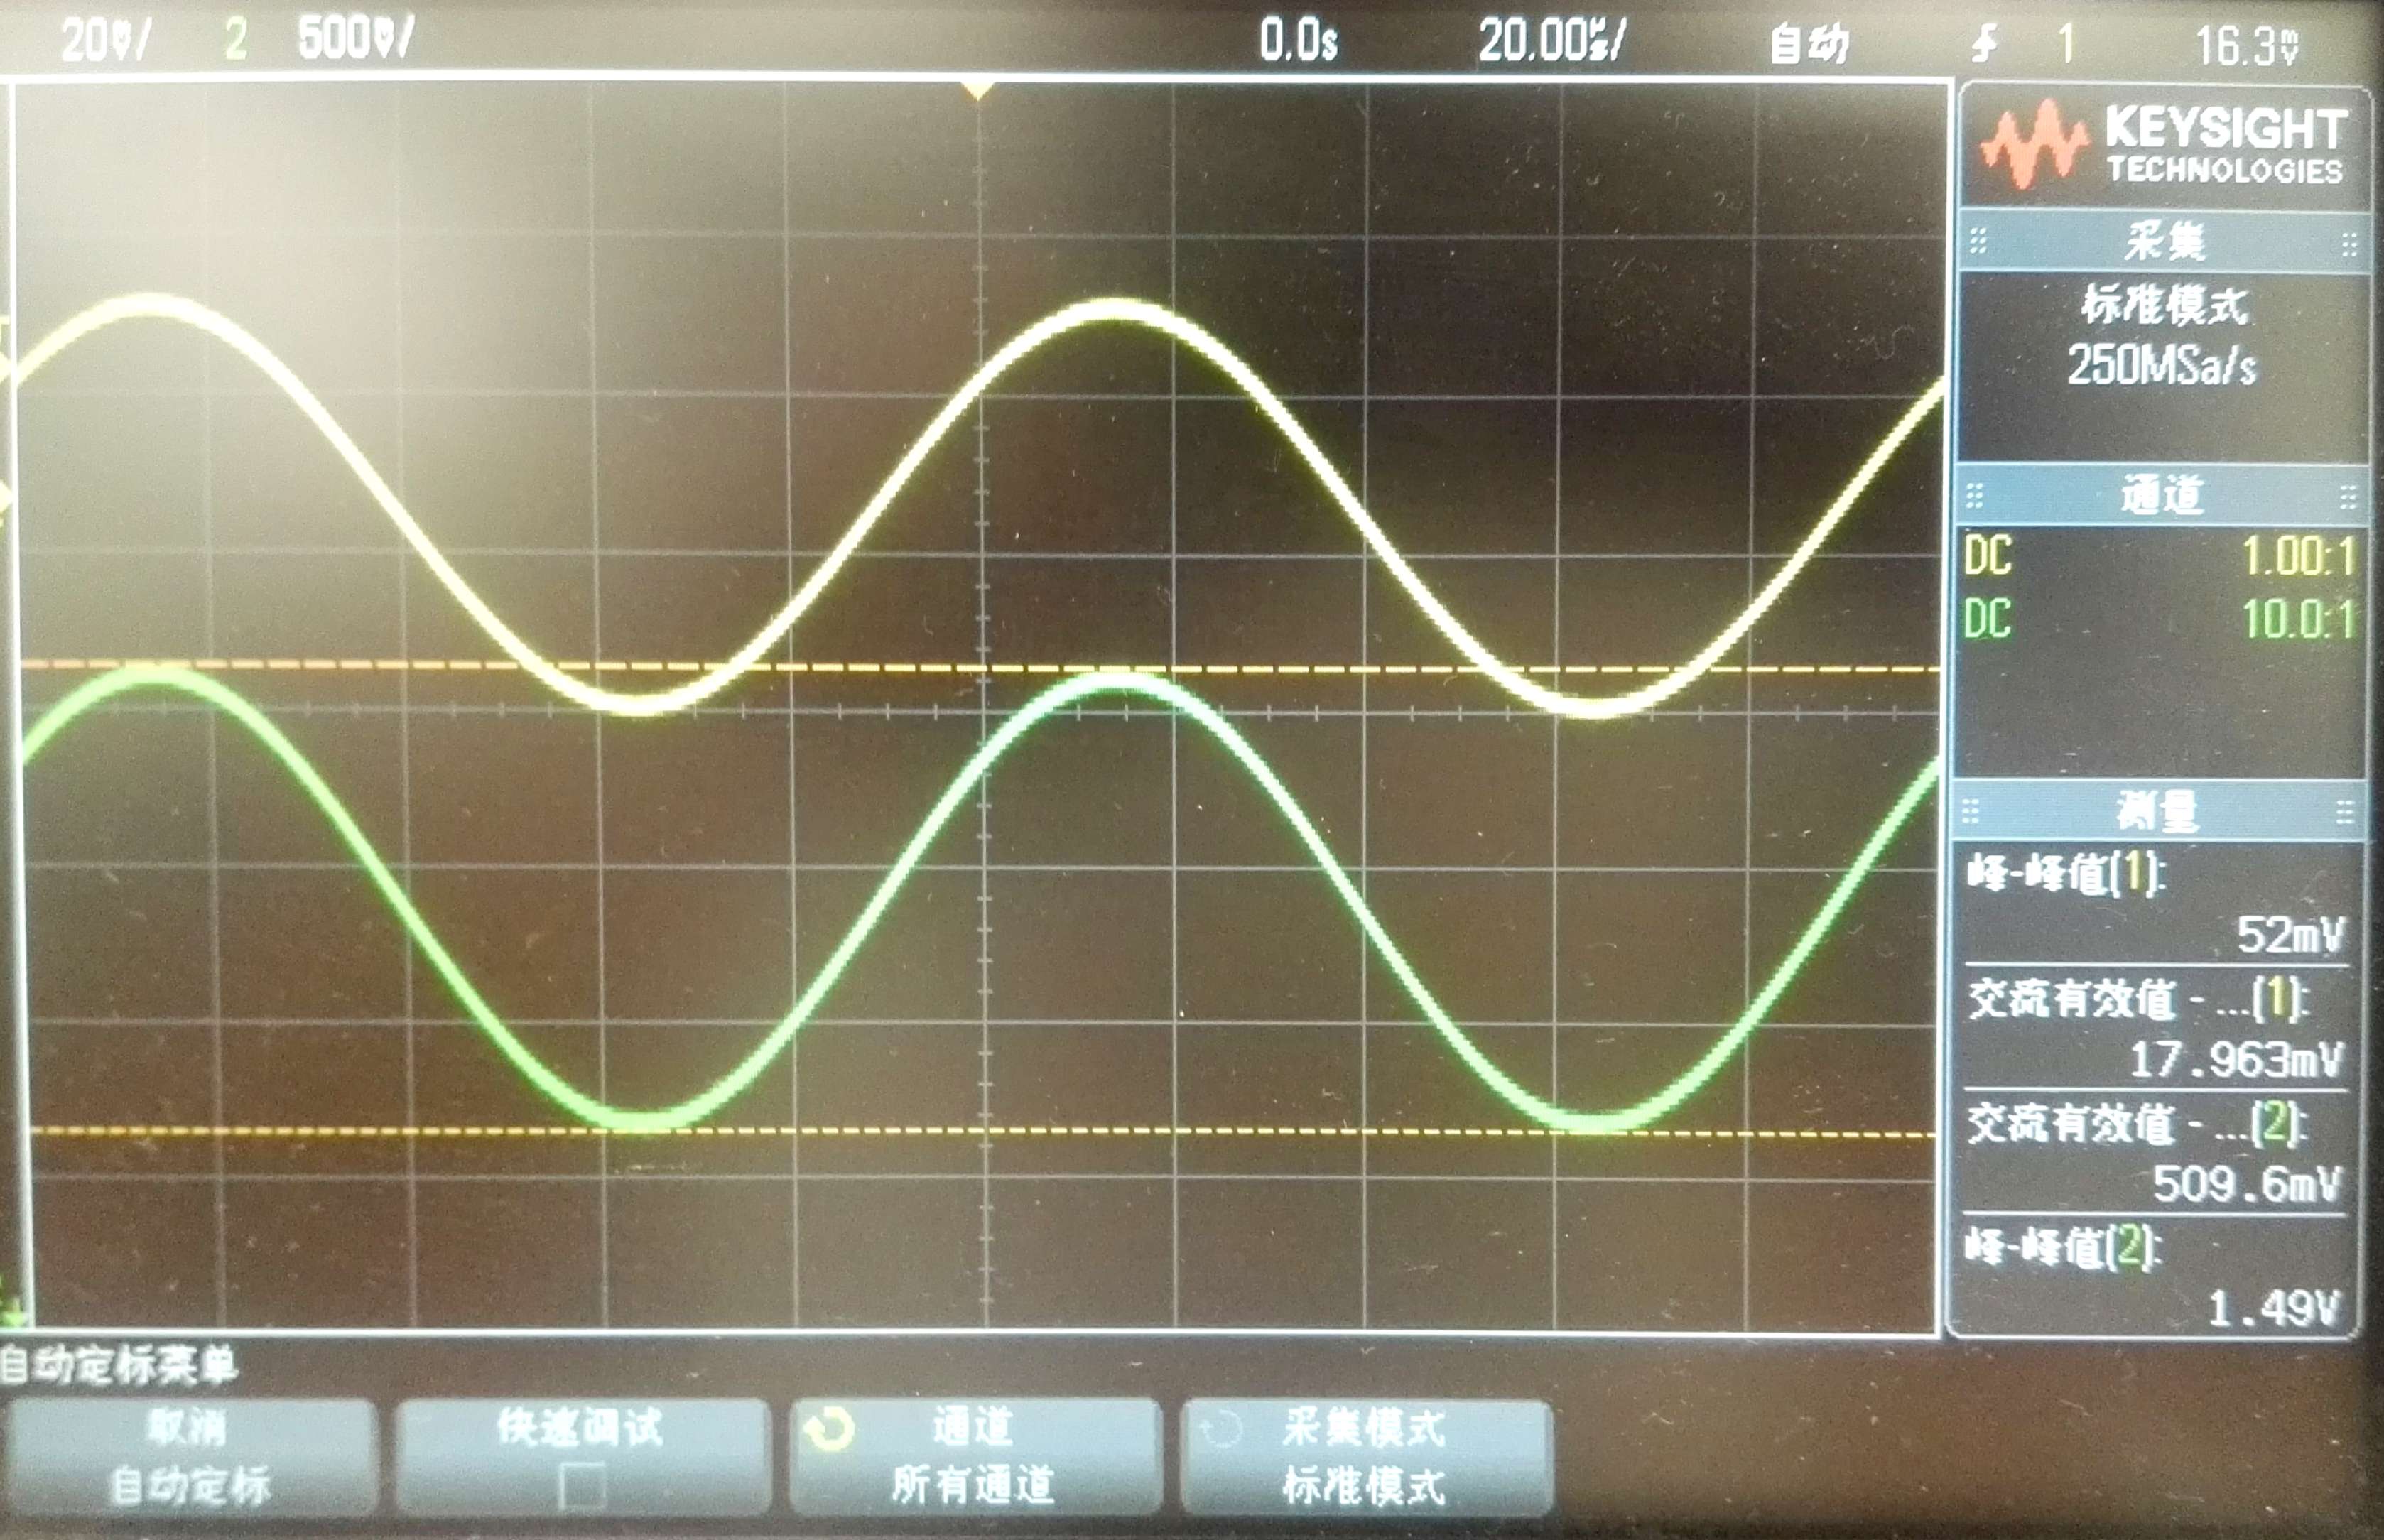 20mV/ 2 500mV/ 0.0s 20.00us/ 自动 1 16.3mV
KEYSIGHT
TECHNOLOGIES
采集
标准模式
250MSa/s
通道
DC 1.00:1
DC 10.0:1
测量
峰-峰值(1):
52mV
交流有效值 - ...(1):
17.963mV
交流有效值 - ...(2):
509.6mV
峰-峰值(2):
1.49V
自动定标菜单
取消
自动定标
快速调试
通道
所有通道
采集模式
标准模式